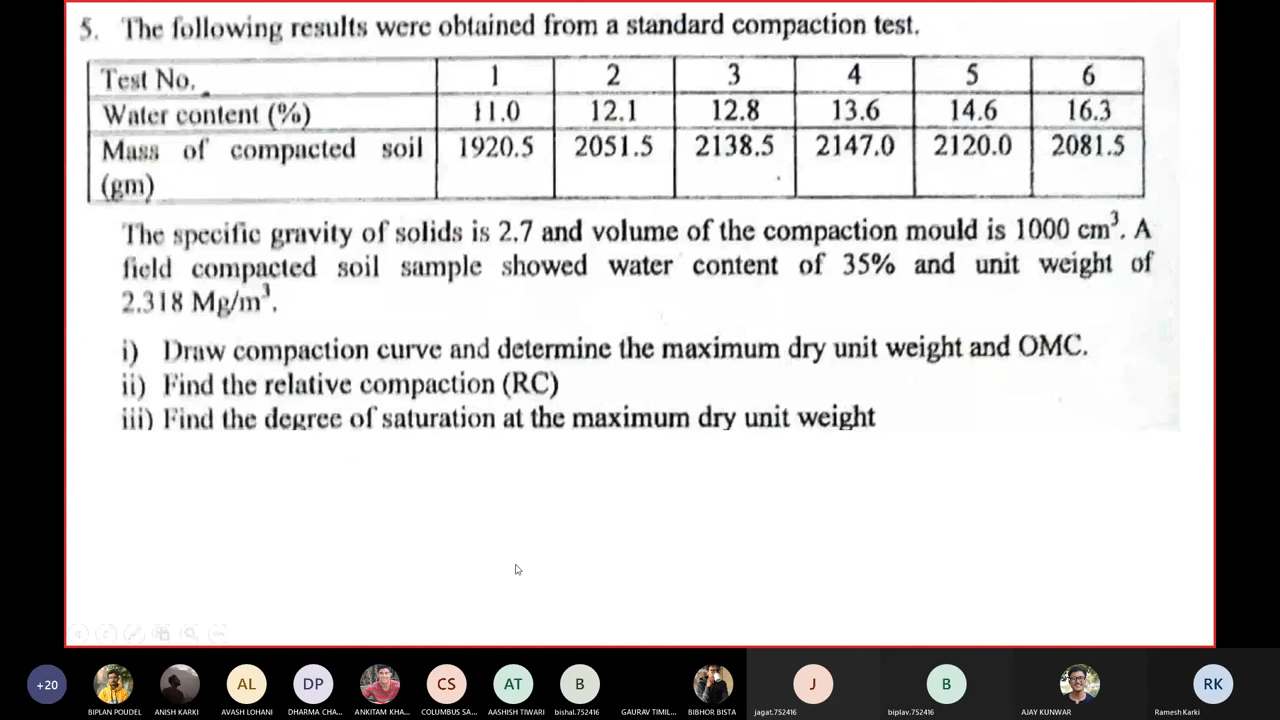 5. The following results were obtained from a standard compaction test.
Test No. 1 2 3 4 5 6
Water content (%) 11.0 12.1 12.8 13.6 14.6 16.3
Mass of compacted soil (gm) 1920.5 2051.5 2138.5 2147.0 2120.0 2081.5
The specific gravity of solids is 2.7 and volume of the compaction mould is 1000 cm³. A
field compacted soil sample showed water content of 35% and unit weight of
2.318 Mg/m³.
i) Draw compaction curve and determine the maximum dry unit weight and OMC.
ii) Find the relative compaction (RC)
iii) Find the degree of saturation at the maximum dry unit weight
+20 AL DP CS AT B J B RK
BIPLAN POUDEL ANISH KARKI AVASH LOHANI DHARMA CHA... ANKITAM KHA... COLUMBUS SA... AASHISH TIWARI bishal.752416 GAURAV TIMIL... BIBHOR BISTA jagat.752416 biplav.752416 AJAY KUNWAR Ramesh Karki